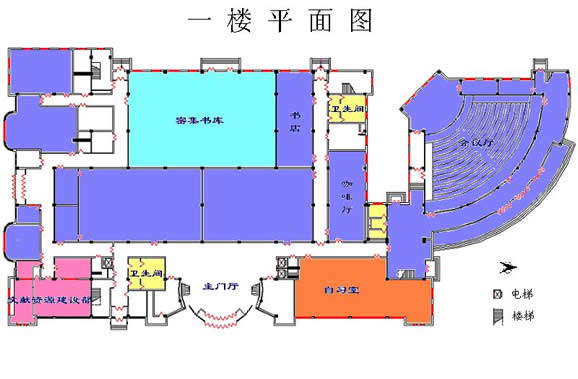 一楼平面图
密集书库
书店
卫生间
会议厅
咖啡厅
卫生间
主门厅
自习室
文献资源建设部
电梯
楼梯